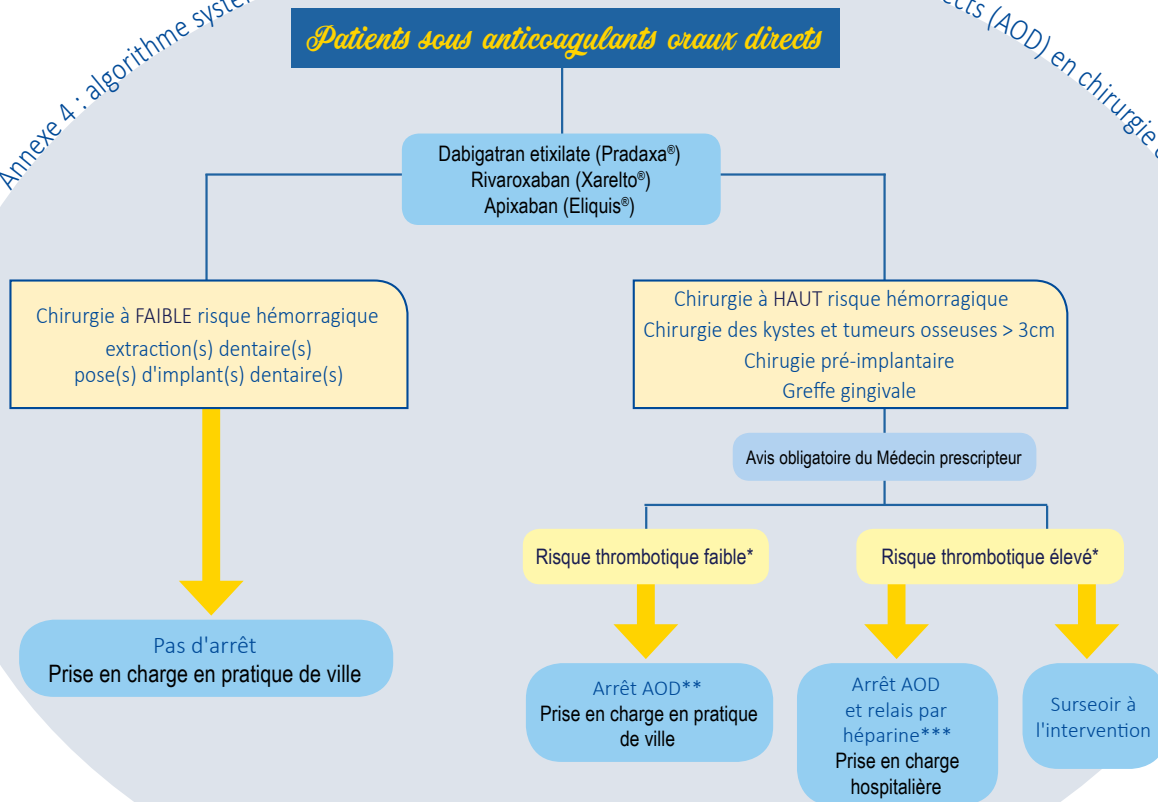 Annexe 4 : algorithme
(AOD) en chirurgie
Patients sous anticoagulants oraux directs
Dabigatran etixilate (Pradaxa®)
Rivaroxaban (Xarelto®)
Apixaban (Eliquis®)
Chirurgie à FAIBLE risque hémorragique
extraction(s) dentaire(s)
pose(s) d'implant(s) dentaire(s)
Chirurgie à HAUT risque hémorragique
Chirurgie des kystes et tumeurs osseuses > 3cm
Chirugie pré-implantaire
Greffe gingivale
Avis obligatoire du Médecin prescripteur
Risque thrombotique faible*
Risque thrombotique élevé*
Pas d'arrêt
Prise en charge en pratique de ville
Arrêt AOD**
Prise en charge en pratique
de ville
Arrêt AOD
et relais par
héparine***
Prise en charge
hospitalière
Surseoir à
l'intervention